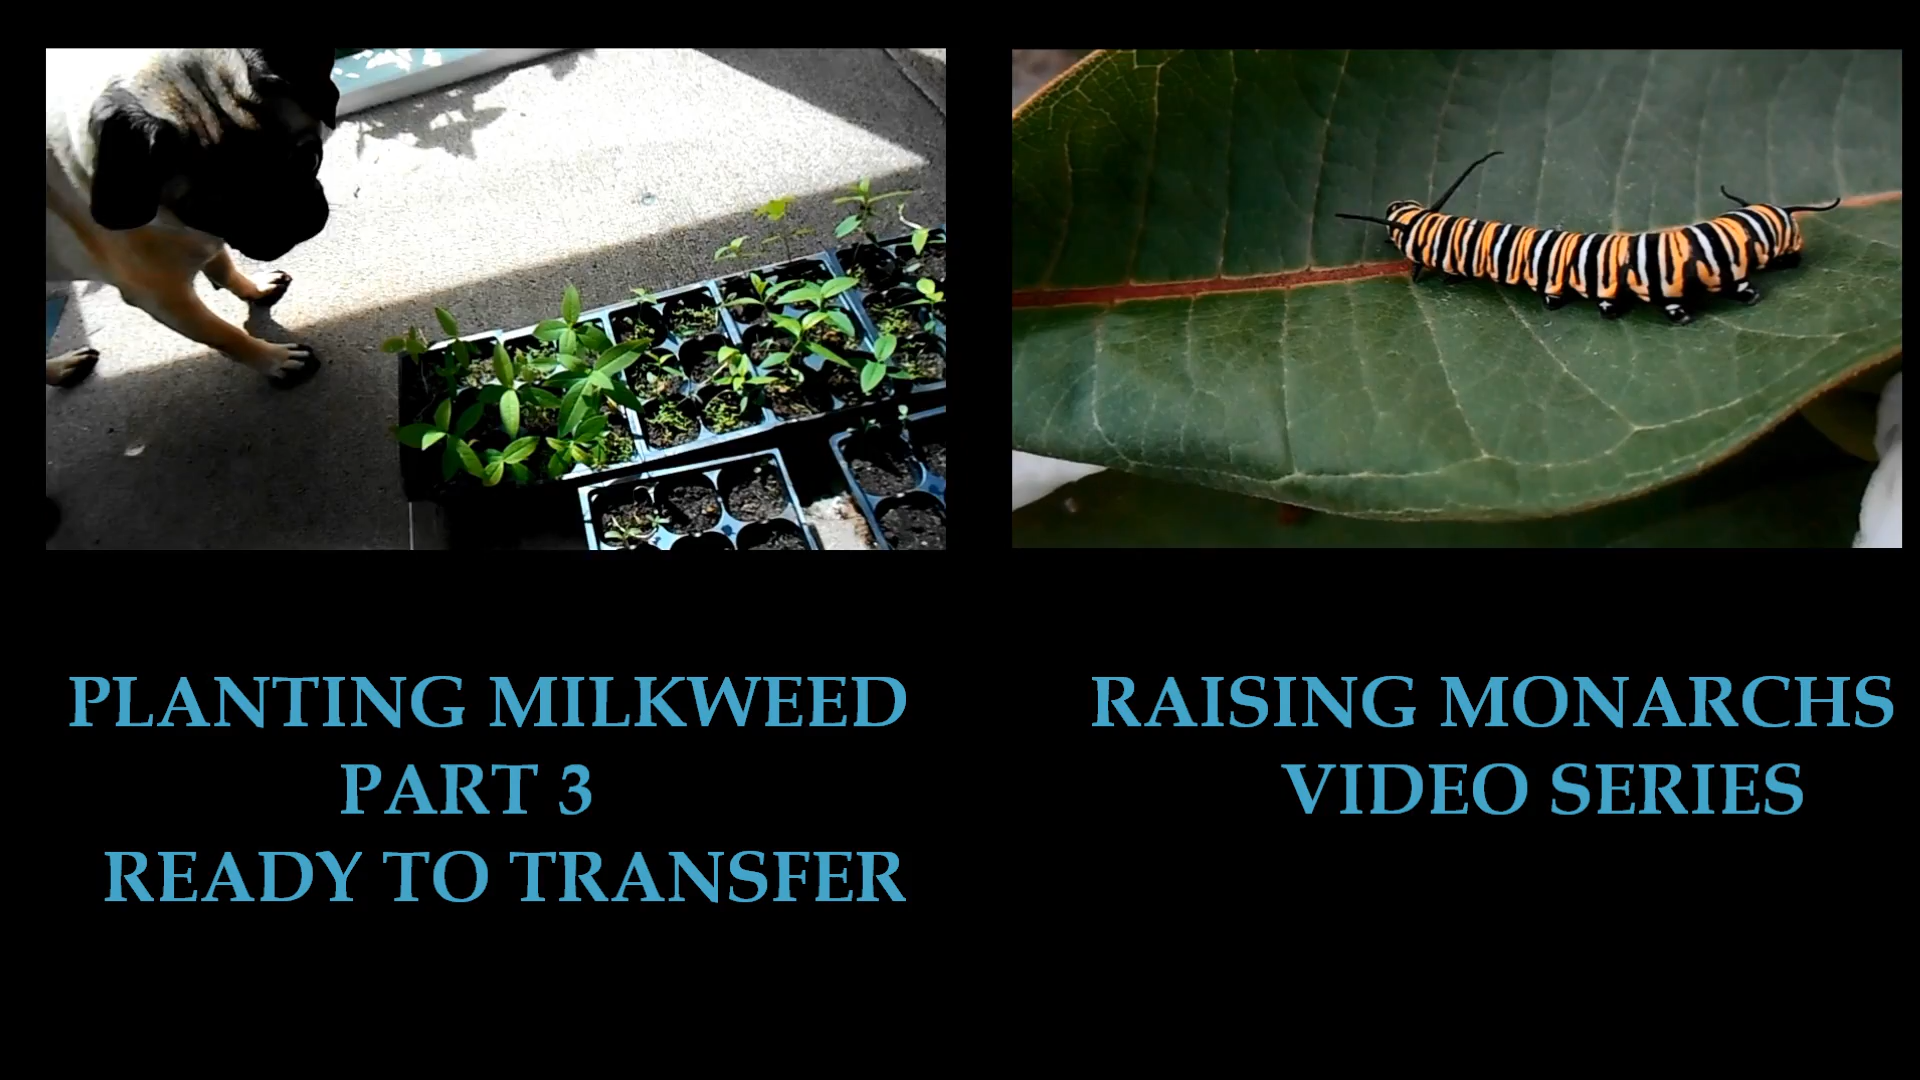 PLANTING MILKWEED
PART 3
READY TO TRANSFER
RAISING MONARCHS
VIDEO SERIES